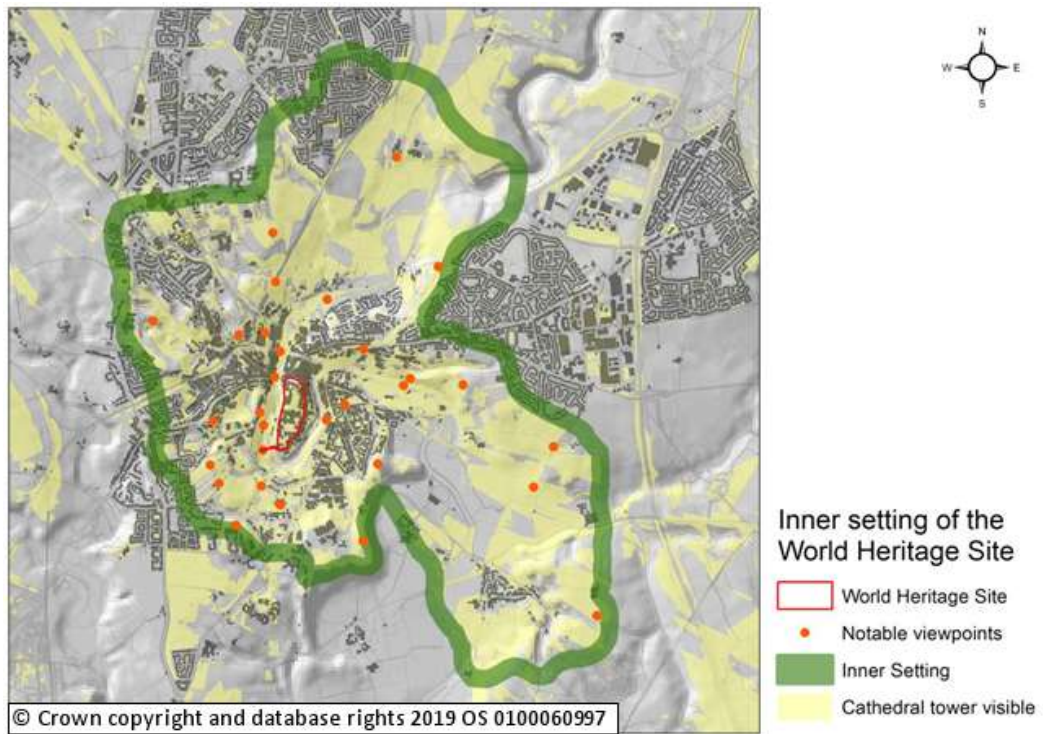 N
W E
S
Inner setting of the
World Heritage Site
World Heritage Site
Notable viewpoints
Inner Setting
Cathedral tower visible
© Crown copyright and database rights 2019 OS 0100060997